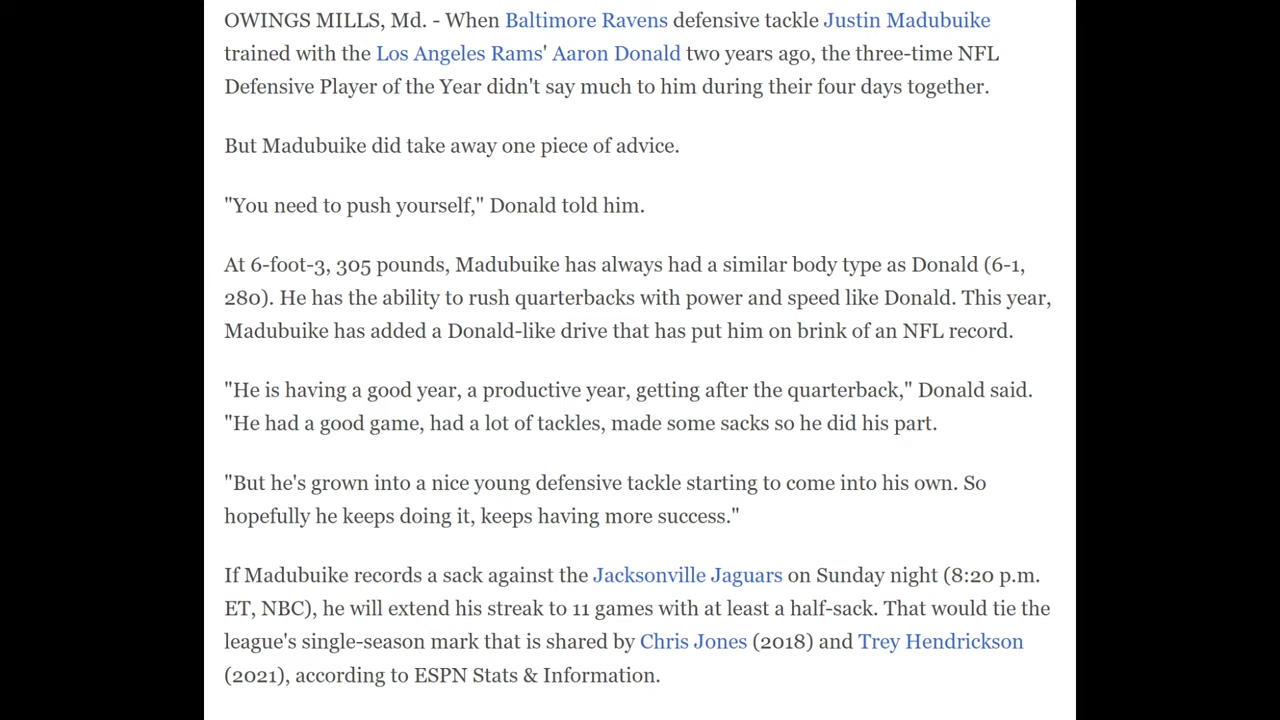 OWINGS MILLS, Md. - When Baltimore Ravens defensive tackle Justin Madubuike
trained with the Los Angeles Rams' Aaron Donald two years ago, the three-time NFL
Defensive Player of the Year didn't say much to him during their four days together.
But Madubuike did take away one piece of advice.
"You need to push yourself," Donald told him.
At 6-foot-3, 305 pounds, Madubuike has always had a similar body type as Donald (6-1,
280). He has the ability to rush quarterbacks with power and speed like Donald. This year,
Madubuike has added a Donald-like drive that has put him on brink of an NFL record.
"He is having a good year, a productive year, getting after the quarterback," Donald said.
"He had a good game, had a lot of tackles, made some sacks so he did his part.
"But he's grown into a nice young defensive tackle starting to come into his own. So
hopefully he keeps doing it, keeps having more success."
If Madubuike records a sack against the Jacksonville Jaguars on Sunday night (8:20 p.m.
ET, NBC), he will extend his streak to 11 games with at least a half-sack. That would tie the
league's single-season mark that is shared by Chris Jones (2018) and Trey Hendrickson
(2021), according to ESPN Stats & Information.